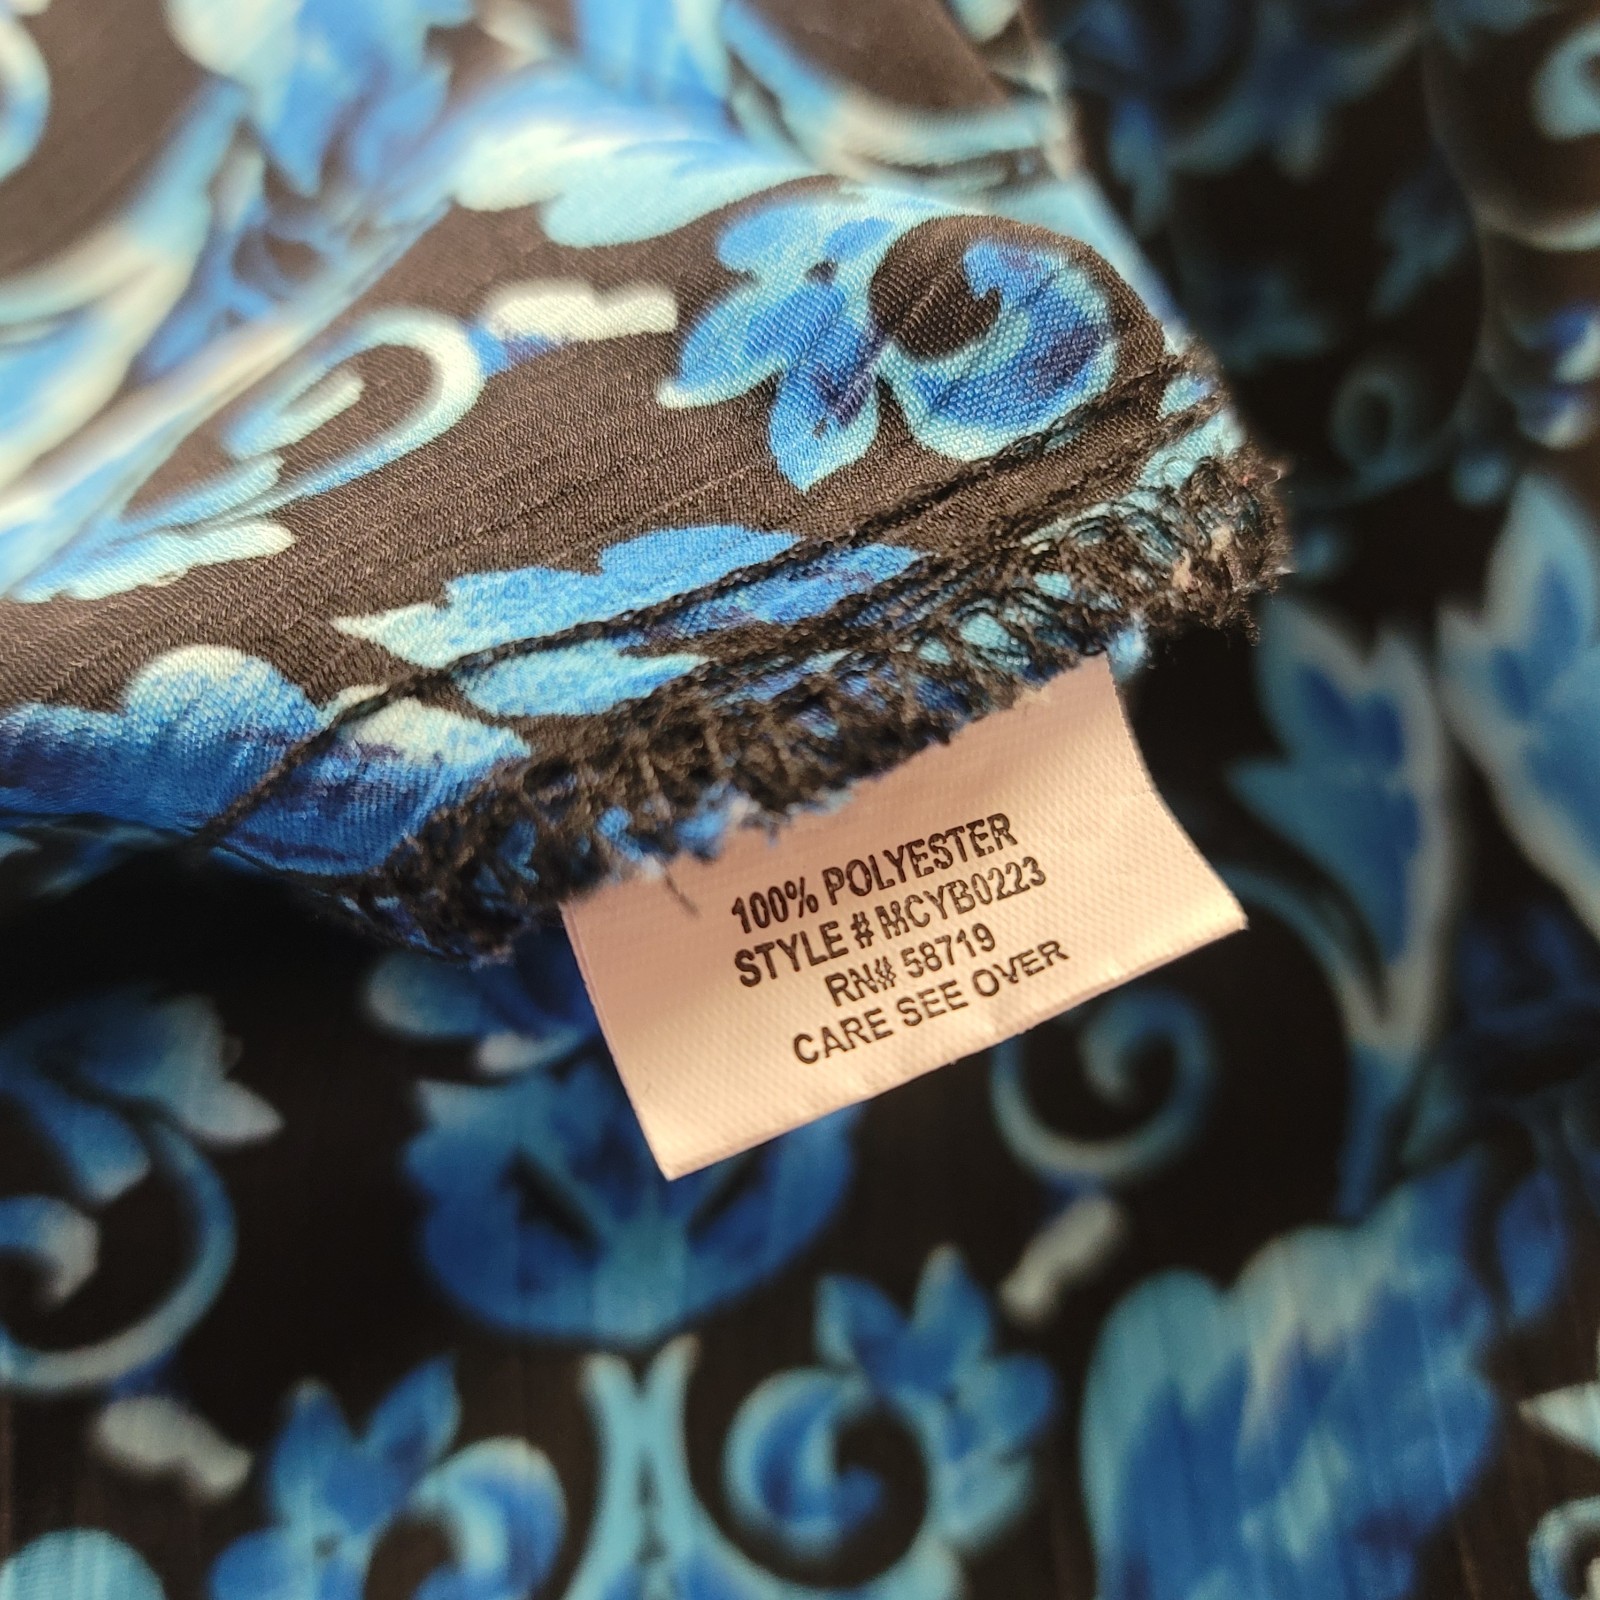 100% POLYESTER
STYLE # MCYB0223
RN# 58719
CARE SEE OVER